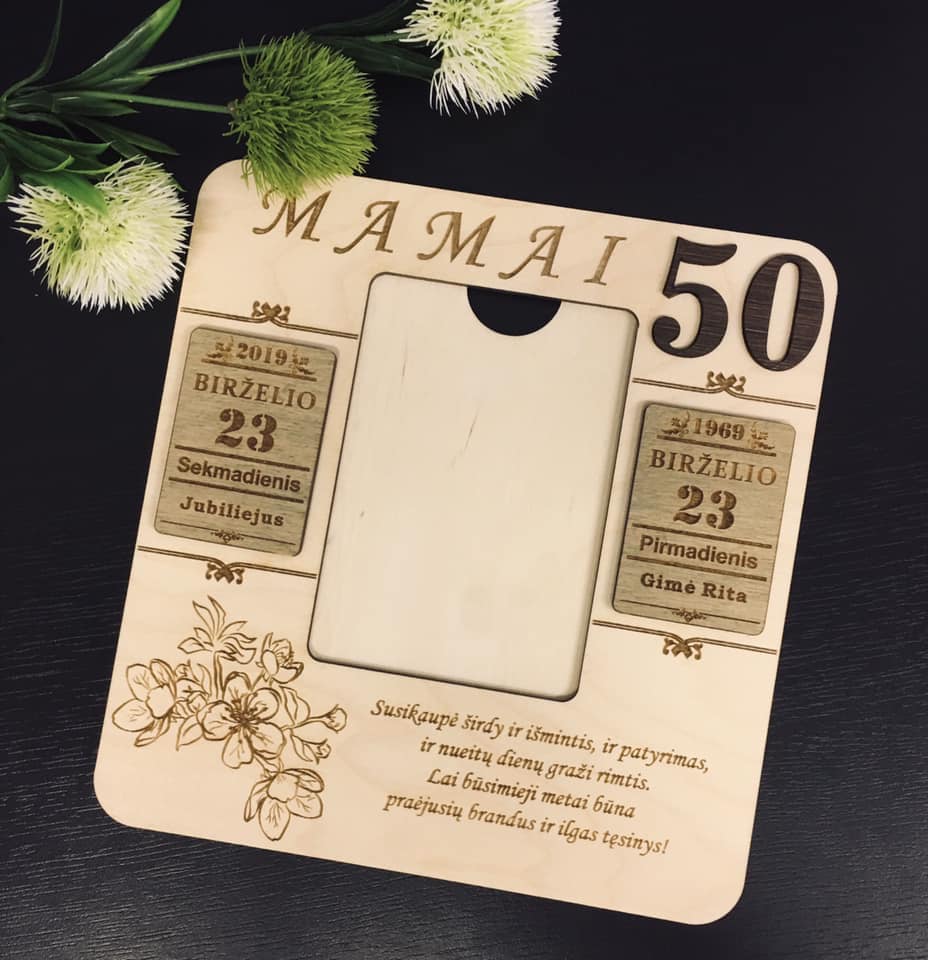 MAMAI 50
2019
BIRŽELIO
23
Sekmadienis
Jubiliejus
1969
BIRŽELIO
23
Pirmadienis
Gimė Rita
Susikaupė širdy ir išmintis, ir patyrimas,
ir nueitų dienų graži rimtis.
Lai būsimieji metai būna
praėjusių brandus ir ilgas tęsinys!